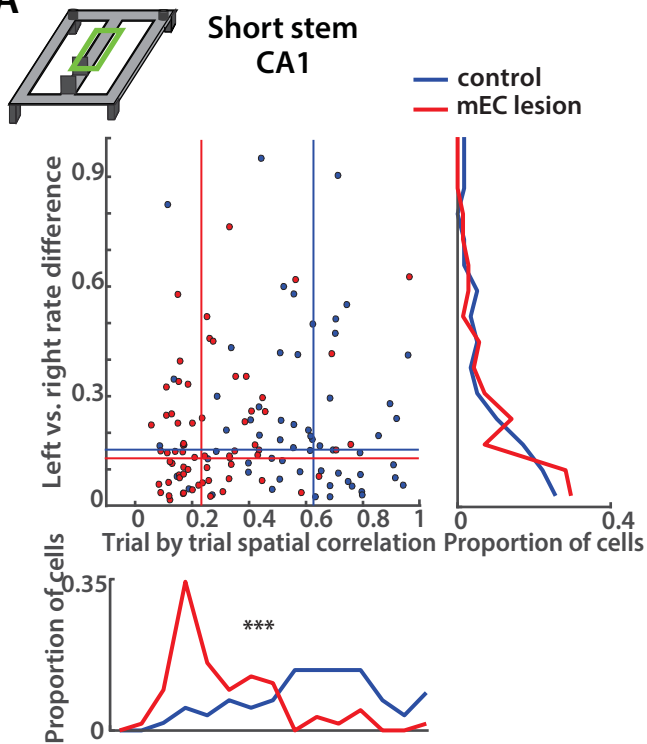 A
Short stem
CA1
control
mEC lesion
Left vs. right rate difference
0.9
0.6
0.3
0
0 0.2 0.4 0.6 0.8 1
Trial by trial spatial correlation
0 0.4
Proportion of cells
Proportion of cells
0.35
0
***